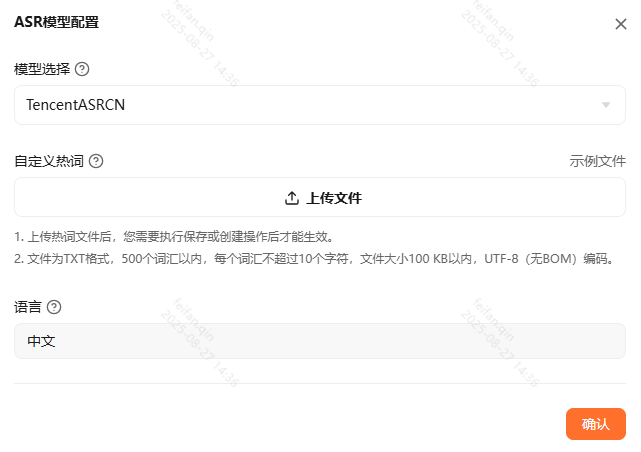 ASR模型配置
模型选择
TencentASRCN
自定义热词
示例文件
上传文件
1. 上传热词文件后，您需要执行保存或创建操作后才能生效。
2. 文件为TXT格式，500个词汇以内，每个词汇不超过10个字符，文件大小100 KB以内，UTF-8（无BOM）编码。
语言
中文
确认
feifan.qin
2025-08-27 14:36
feifan.qin
2025-08-27 14:36
feifan.qin
2025-08-27 14:36
feifan.qin
2025-08-27 14:36